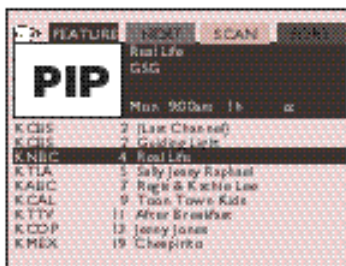 FEATURE NEXT SCAN
Real Life
GSG
PIP
Mon 9:00am 1h cc
KCBS 2 (Last Channel)
KCBS 2 Guiding Light
KNBC 4 Real Life
KTLA 5 Sally Jessy Raphael
KABC 7 Regis & Kathie Lee
KCAL 9 Toon Town Kids
KTTV 11 After Breakfast
KCOP 13 Jenny Jones
KMEX 19 Chespirito